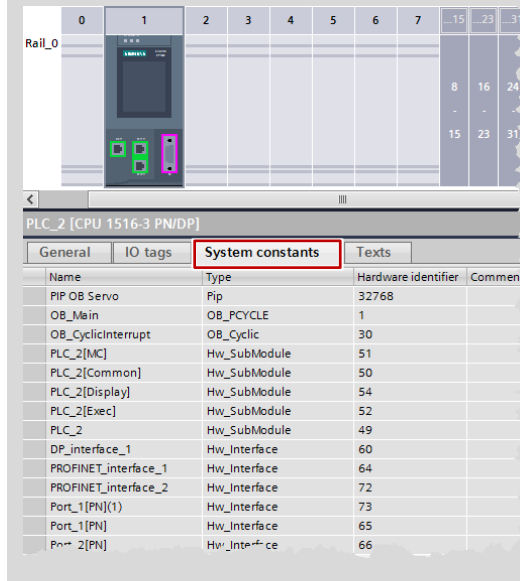 0 1 2 3 4 5 6 7 ...15 ...23 ...31
Rail_0
8 16 24
- - -
15 23 31
SIEMENS
PLC_2 [CPU 1516-3 PN/DP]
General IO tags System constants Texts
Name Type Hardware identifier Commen
PIP OB Servo Pip 32768
OB_Main OB_PCYCLE 1
OB_CyclicInterrupt OB_Cyclic 30
PLC_2[MC] Hw_SubModule 51
PLC_2[Common] Hw_SubModule 50
PLC_2[Display] Hw_SubModule 54
PLC_2[Exec] Hw_SubModule 52
PLC_2 Hw_SubModule 49
DP_interface_1 Hw_Interface 60
PROFINET_interface_1 Hw_Interface 64
PROFINET_interface_2 Hw_Interface 72
Port_1[PN](1) Hw_Interface 73
Port_1[PN] Hw_Interface 65
Port_2[PN] Hw_Interface 66